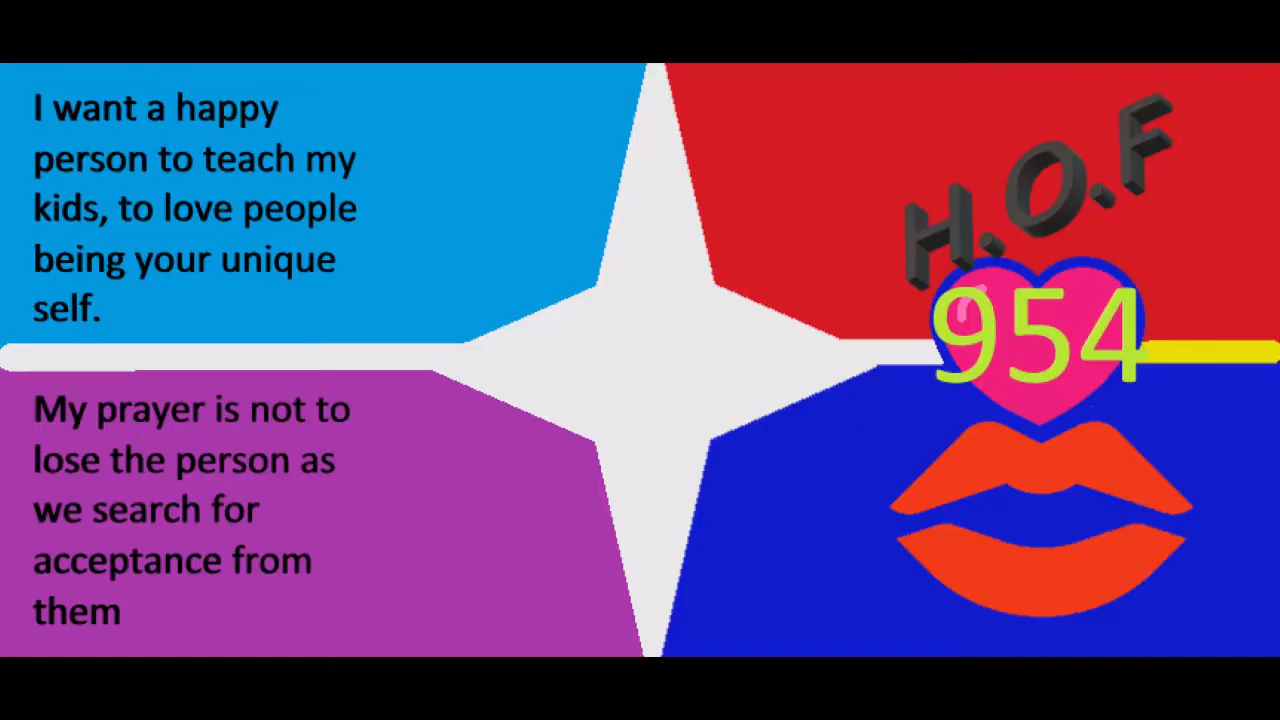 I want a happy
person to teach my
kids, to love people
being your unique
self.
My prayer is not to
lose the person as
we search for
acceptance from
them
H.O.F
954